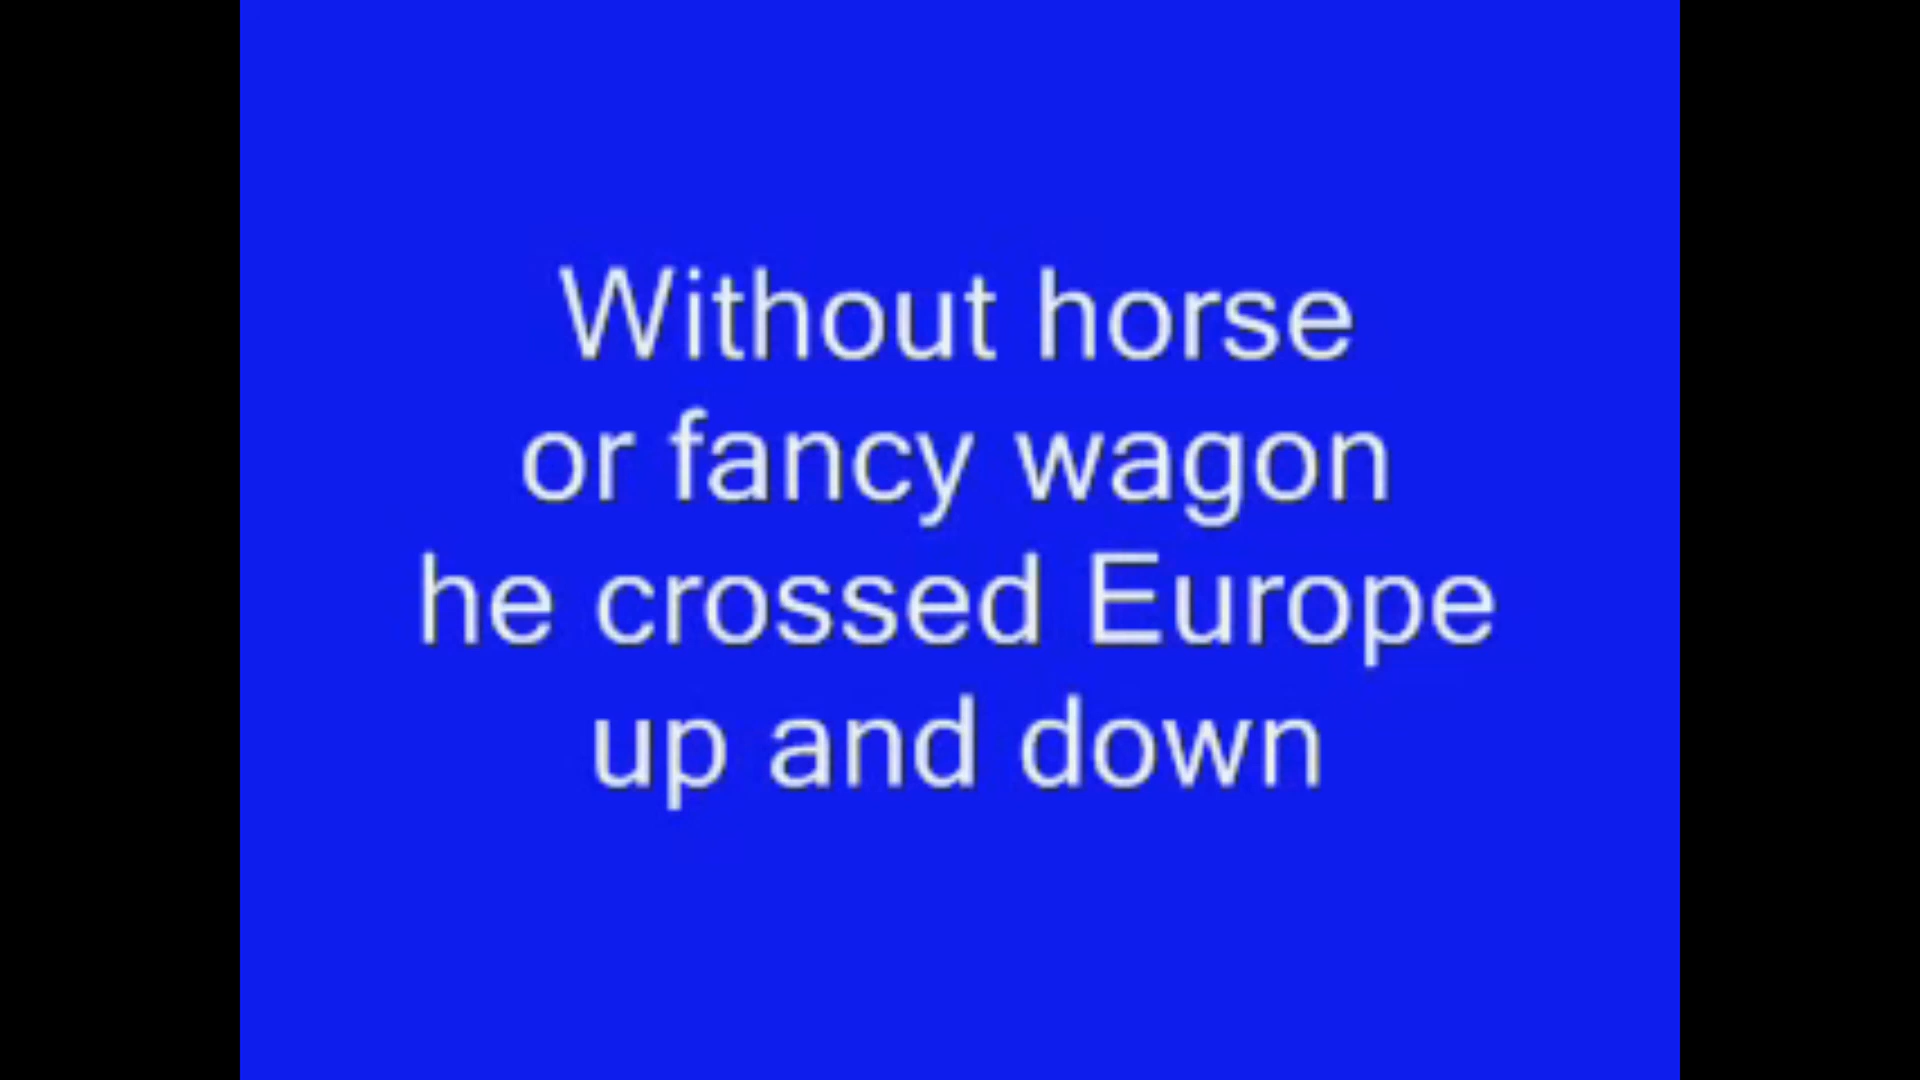 Without horse
or fancy wagon
he crossed Europe
up and down